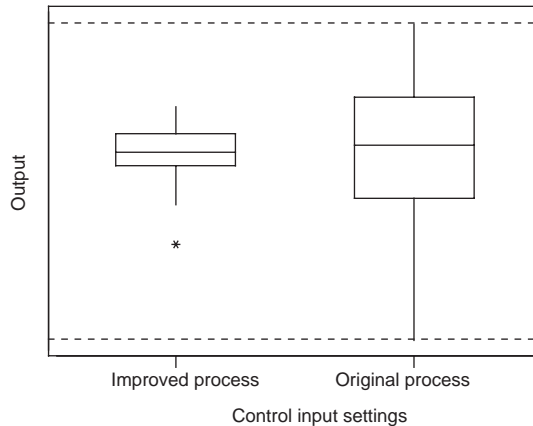 Output
Improved process
Original process
Control input settings